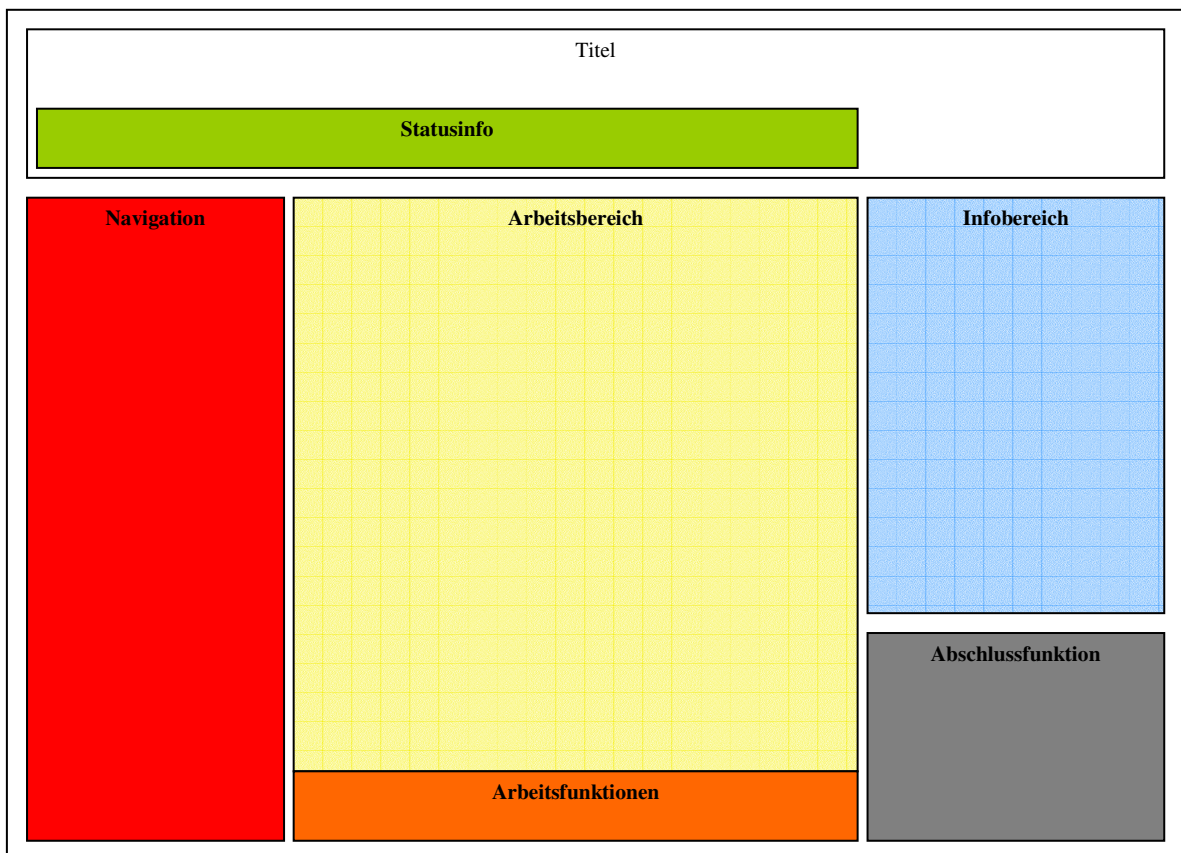 Titel
Statusinfo
Navigation
Arbeitsbereich
Infobereich
Abschlussfunktion
Arbeitsfunktionen